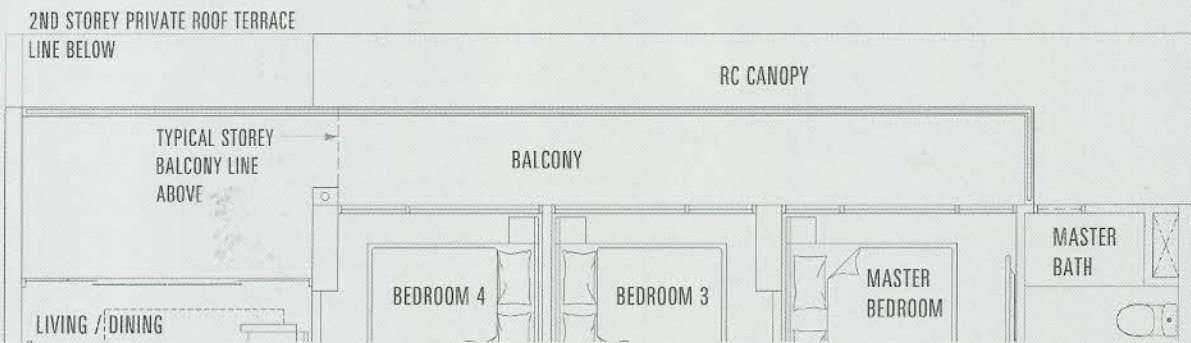 2ND STOREY PRIVATE ROOF TERRACE
LINE BELOW
RC CANOPY
TYPICAL STOREY
BALCONY LINE
ABOVE
BALCONY
MASTER
BATH
BEDROOM 4
BEDROOM 3
MASTER
BEDROOM
LIVING / DINING